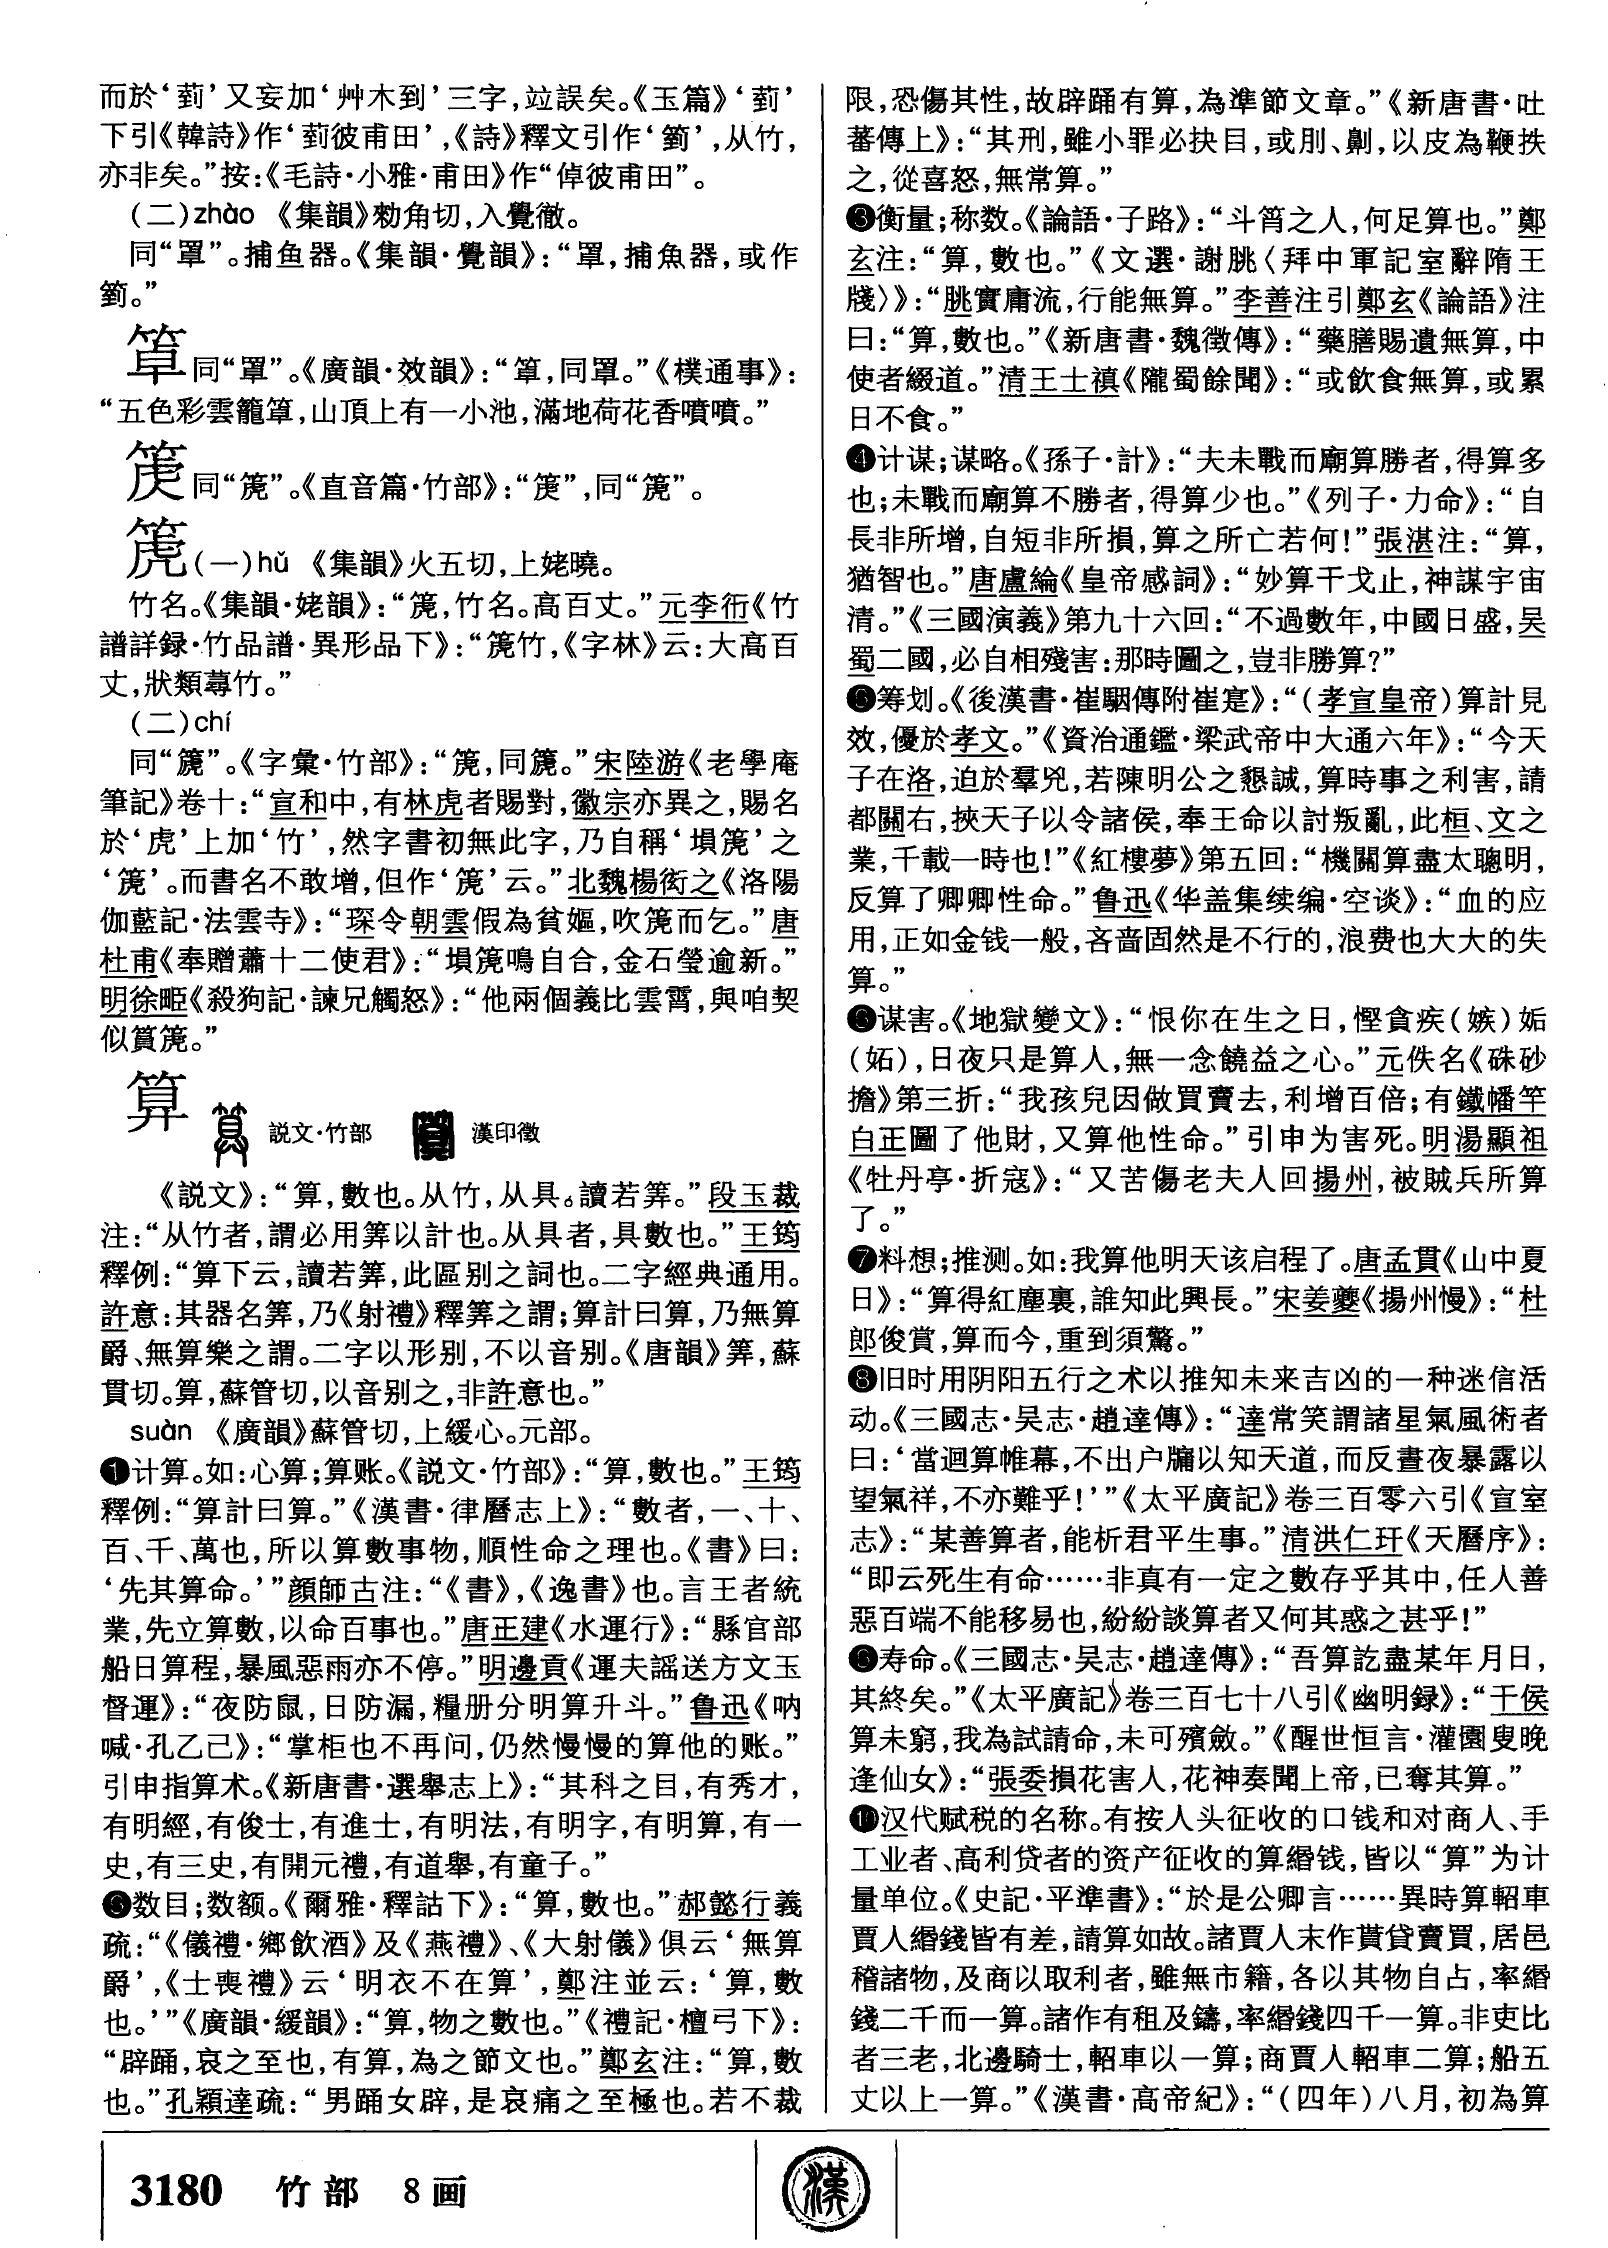 而於‘菿’又妄加‘艸木到’三字，竝誤矣。《玉篇》‘菿’
下引《韓詩》作‘菿彼甫田’，《詩》釋文引作‘箌’，从竹，
亦非矣。”按：《毛詩·小雅·甫田》作“倬彼甫田”。
（二）zhào 《集韻》勑角切，入覺徹。
同“罩”。捕鱼器。《集韻·覺韻》：“罩，捕魚器，或作
箌。”
箄同“罩”。《廣韻·效韻》：“箄，同罩。”《樸通事》：
“五色彩雲籠箄，山頂上有一小池，滿地荷花香噴噴。”
同“箎”。《直音篇·竹部》：“”，同“箎”。
箎（一）hǔ 《集韻》火五切，上姥曉。
竹名。《集韻·姥韻》：“箎，竹名。高百丈。”元李衎《竹
譜詳録·竹品譜·異形品下》：“箎竹，《字林》云：大高百
丈，狀類蕁竹。”
（二）chí
同“篪”。《字彙·竹部》：“箎，同篪。”宋陸游《老學庵
筆記》卷十：“宣和中，有林虎者賜對，徽宗亦異之，賜名
於‘虎’上加‘竹’，然字書初無此字，乃自稱‘塤箎’之
‘箎’。而書名不敢增，但作‘箎’云。”北魏楊衒之《洛陽
伽藍記·法雲寺》：“琛令朝雲假為貧嫗，吹箎而乞。”唐
杜甫《奉贈蕭十二使君》：“塤箎鳴自合，金石瑩逾新。”
明徐㬇《殺狗記·諫兄觸怒》：“他兩個義比雲霄，與咱契
似篔箎。”
算 説文·竹部 漢印徵
《説文》：“算，數也。从竹，从具。讀若筭。”段玉裁
注：“从竹者，謂必用筭以計也。从具者，具數也。”王筠
釋例：“算下云，讀若筭，此區别之詞也。二字經典通用。
許意：其器名筭，乃《射禮》釋筭之謂；算計曰算，乃無算
爵、無算樂之謂。二字以形别，不以音别。《唐韻》筭，蘇
貫切。算，蘇管切，以音别之，非許意也。”
suàn 《廣韻》蘇管切，上緩心。元部。
❶计算。如：心算；算账。《説文·竹部》：“算，數也。”王筠
釋例：“算計曰算。”《漢書·律曆志上》：“數者，一、十、
百、千、萬也，所以算數事物，順性命之理也。《書》曰：
‘先其算命。’”顔師古注：“《書》，《逸書》也。言王者統
業，先立算數，以命百事也。”唐王建《水運行》：“縣官部
船日算程，暴風惡雨亦不停。”明邊貢《運夫謡送方文玉
督運》：“夜防鼠，日防漏，糧册分明算升斗。”鲁迅《呐
喊·孔乙己》：“掌柜也不再问，仍然慢慢的算他的账。”
引申指算术。《新唐書·選舉志上》：“其科之目，有秀才，
有明經，有俊士，有進士，有明法，有明字，有明算，有一
史，有三史，有開元禮，有道舉，有童子。”
❷数目；数额。《爾雅·釋詁下》：“算，數也。”郝懿行義
疏：“《儀禮·鄉飲酒》及《燕禮》、《大射儀》俱云‘無算
爵’，《士喪禮》云‘明衣不在算’，鄭注並云：‘算，數
也。’”《廣韻·緩韻》：“算，物之數也。”《禮記·檀弓下》：
“辟踊，哀之至也，有算，為之節文也。”鄭玄注：“算，數
也。”孔穎達疏：“男踊女辟，是哀痛之至極也。若不裁
限，恐傷其性，故辟踊有算，為準節文章。”《新唐書·吐
蕃傳上》：“其刑，雖小罪必抉目，或刖、劓，以皮為鞭抶
之，從喜怒，無常算。”
❸衡量；称数。《論語·子路》：“斗筲之人，何足算也。”鄭
玄注：“算，數也。”《文選·謝朓〈拜中軍記室辭隋王
牋〉》：“朓實庸流，行能無算。”李善注引鄭玄《論語》注
曰：“算，數也。”《新唐書·魏徵傳》：“藥膳賜遺無算，中
使者綴道。”清王士禛《隴蜀餘聞》：“或飲食無算，或累
日不食。”
❹计谋；谋略。《孫子·計》：“夫未戰而廟算勝者，得算多
也；未戰而廟算不勝者，得算少也。”《列子·力命》：“自
長非所增，自短非所損，算之所亡若何！”張湛注：“算，
猶智也。”唐盧綸《皇帝感詞》：“妙算干戈止，神謀宇宙
清。”《三國演義》第九十六回：“不過數年，中國日盛，吴
蜀二國，必自相殘害：那時圖之，豈非勝算？”
❺筹划。《後漢書·崔駰傳附崔寔》：“（孝宣皇帝）算計見
效，優於孝文。”《資治通鑑·梁武帝中大通六年》：“今天
子在洛，迫於羣兇，若陳明公之懇誠，算時事之利害，請
都關右，挾天子以令諸侯，奉王命以討叛亂，此桓、文之
業，千載一時也！”《紅樓夢》第五回：“機關算盡太聰明，
反算了卿卿性命。”鲁迅《华盖集续编·空谈》：“血的应
用，正如金钱一般，吝啬固然是不行的，浪费也大大的失
算。”
❻谋害。《地獄變文》：“恨你在生之日，慳貪疾（嫉）姤
（妬），日夜只是算人，無一念饒益之心。”元佚名《硃砂
擔》第三折：“我孩兒因做買賣去，利增百倍；有鐵幡竿
白正圖了他財，又算他性命。”引申为害死。明湯顯祖
《牡丹亭·折寇》：“又苦傷老夫人回揚州，被賊兵所算
了。”
❼料想；推测。如：我算他明天该启程了。唐孟貫《山中夏
日》：“算得紅塵裏，誰知此興長。”宋姜夔《揚州慢》：“杜
郎俊賞，算而今，重到須驚。”
❽旧时用阴阳五行之术以推知未来吉凶的一种迷信活
动。《三國志·吴志·趙達傳》：“達常笑謂諸星氣風術者
曰：‘當迴算帷幕，不出户牖以知天道，而反晝夜暴露以
望氣祥，不亦難乎！’”《太平廣記》卷三百零六引《宣室
志》：“某善算者，能析君平生事。”清洪仁玕《天曆序》：
“即云死生有命……非真有一定之數存乎其中，任人善
惡百端不能移易也，紛紛談算者又何其惑之甚乎！”
❾寿命。《三國志·吴志·趙達傳》：“吾算訖盡某年月日，
其終矣。”《太平廣記》卷三百七十八引《幽明録》：“干侯
算未窮，我為試請命，未可殯斂。”《醒世恒言·灌園叟晚
逢仙女》：“張委損花害人，花神奏聞上帝，已奪其算。”
❿汉代赋税的名称。有按人头征收的口钱和对商人、手
工业者、高利贷者的资产征收的算缗钱，皆以“算”为计
量单位。《史記·平準書》：“於是公卿言……異時算軺車
賈人緡錢皆有差，請算如故。諸賈人末作貰貸賣買，居邑
稽諸物，及商以取利者，雖無市籍，各以其物自占，率緡
錢二千而一算。諸作有租及鑄，率緡錢四千一算。非吏比
者三老，北邊騎士，軺車以一算；商賈人軺車二算；船五
丈以上一算。”《漢書·高帝紀》：“（四年）八月，初為算
3180 竹部 8画
漢